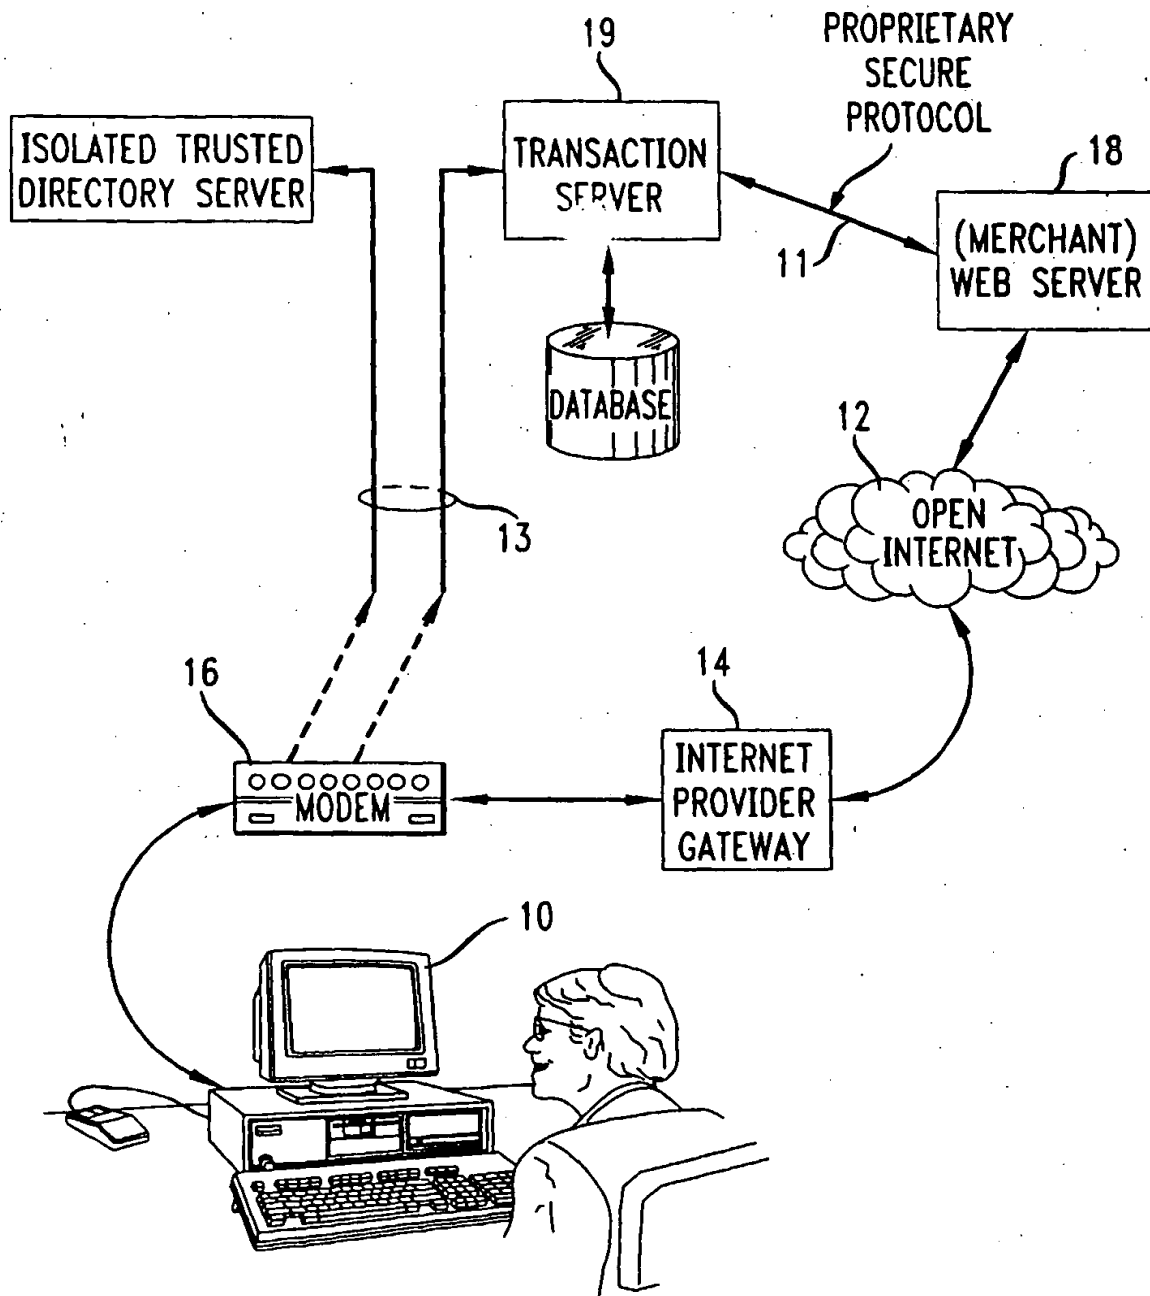 19
PROPRIETARY
SECURE
PROTOCOL
ISOLATED TRUSTED
DIRECTORY SERVER
TRANSACTION
SERVER
18
(MERCHANT)
WEB SERVER
11
DATABASE
12
OPEN
INTERNET
13
16
14
MODEM
INTERNET
PROVIDER
GATEWAY
10